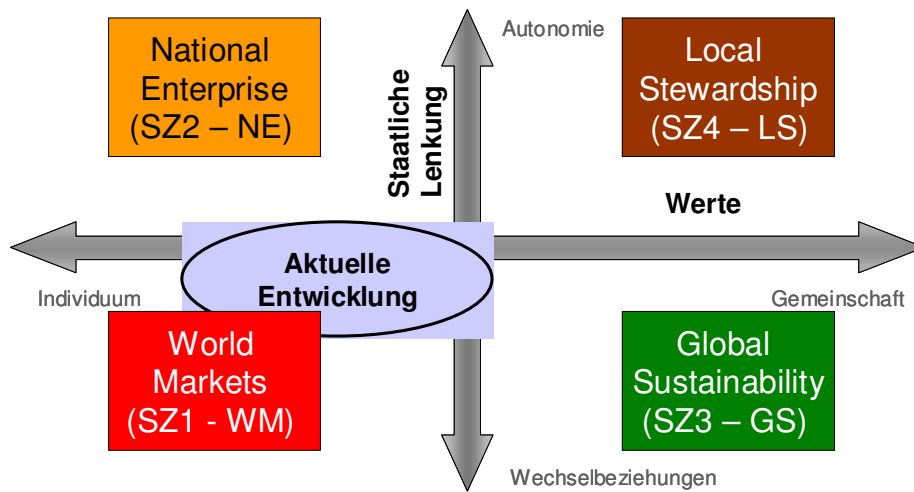 National
Enterprise
(SZ2 – NE)
Autonomie
Staatliche
Lenkung
Local
Stewardship
(SZ4 – LS)
Werte
Aktuelle
Entwicklung
Individuum
Gemeinschaft
World
Markets
(SZ1 - WM)
Global
Sustainability
(SZ3 – GS)
Wechselbeziehungen